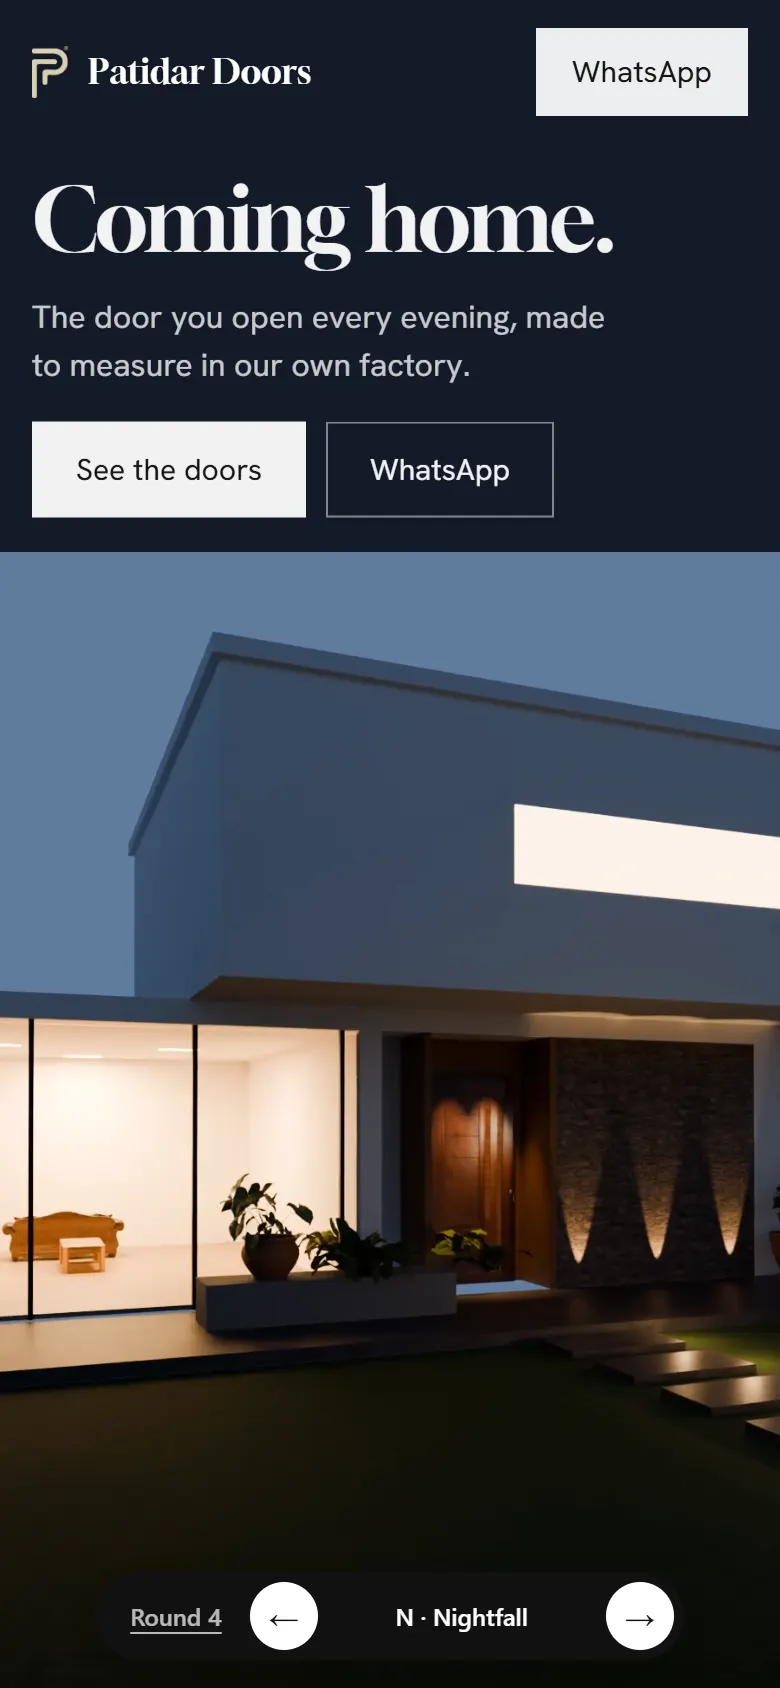 Patidar Doors
WhatsApp
Coming home.
The door you open every evening, made
to measure in our own factory.
See the doors
WhatsApp
Round 4
←
N · Nightfall
→